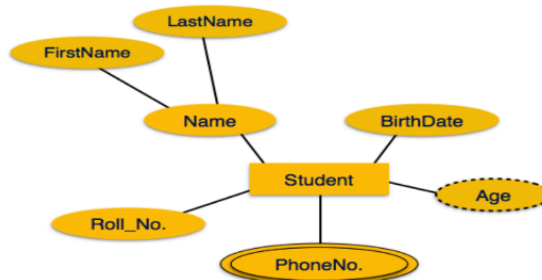 LastName
FirstName
Name
BirthDate
Student
Age
Roll_No.
PhoneNo.